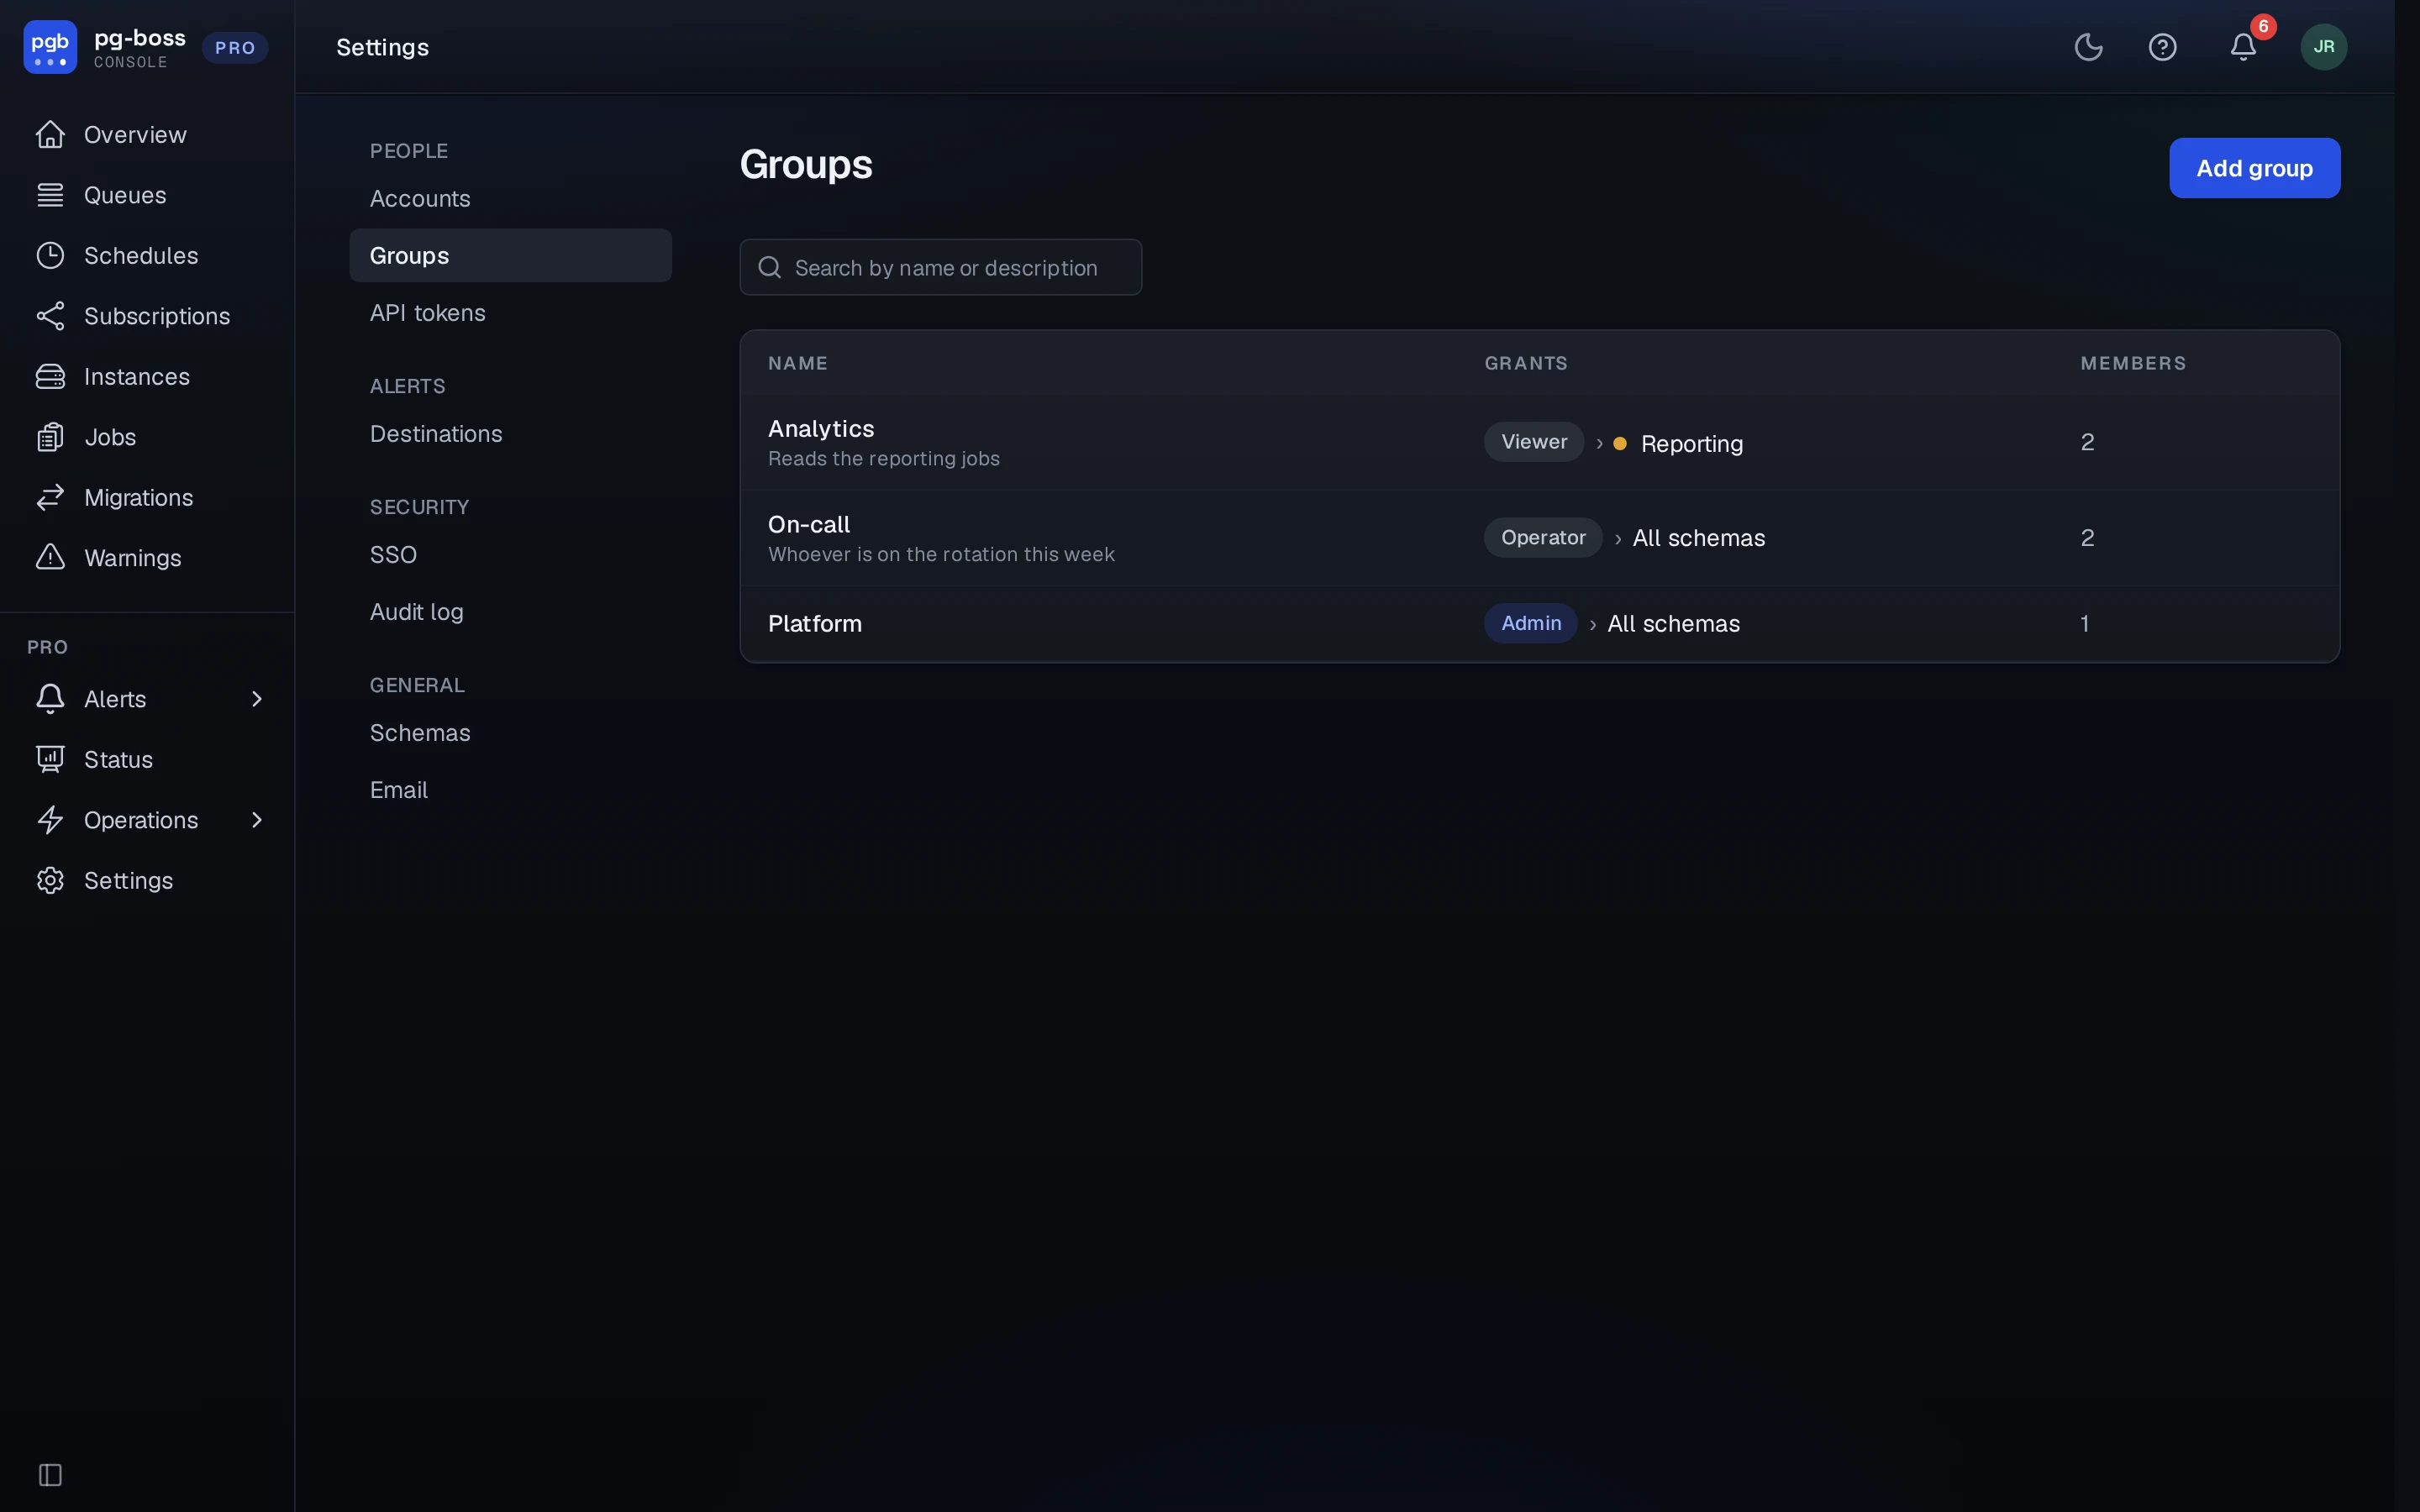 pgb
pg-boss
CONSOLE
PRO
Settings
6
JR
Overview
Queues
Schedules
Subscriptions
Instances
Jobs
Migrations
Warnings
PRO
Alerts
Status
Operations
Settings
PEOPLE
Accounts
Groups
API tokens
ALERTS
Destinations
SECURITY
SSO
Audit log
GENERAL
Schemas
Email
Groups
Add group
Search by name or description
NAME GRANTS MEMBERS
Analytics
Reads the reporting jobs
Viewer › Reporting
2
On-call
Whoever is on the rotation this week
Operator › All schemas
2
Platform
Admin › All schemas
1